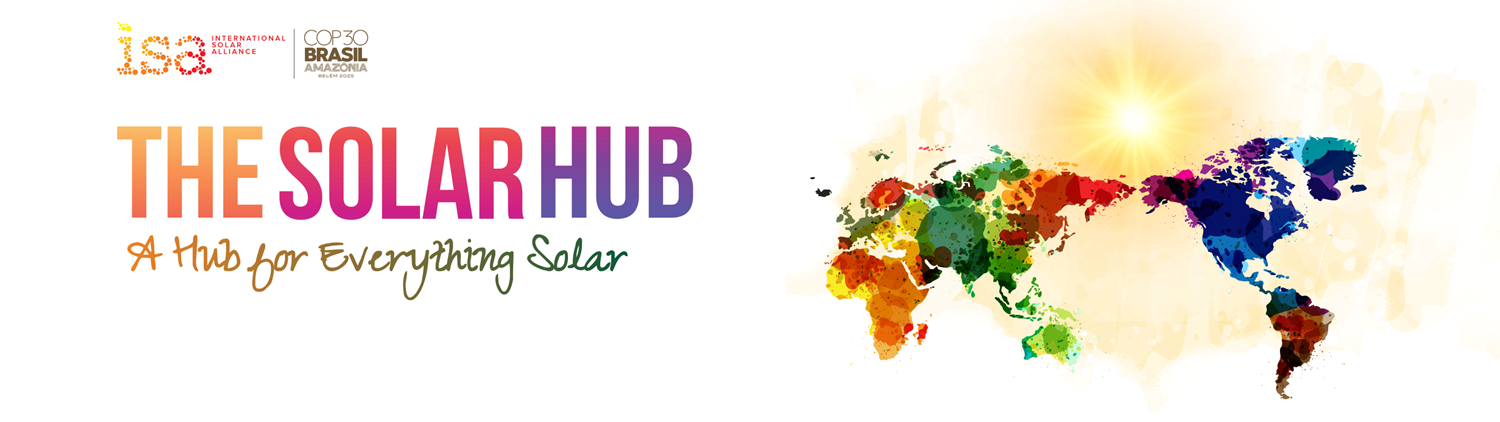 isa INTERNATIONAL
SOLAR
ALLIANCE
COP30
BRASIL
AMAZÔNIA
BELÉM 2025
THE SOLAR HUB
A Hub for Everything Solar